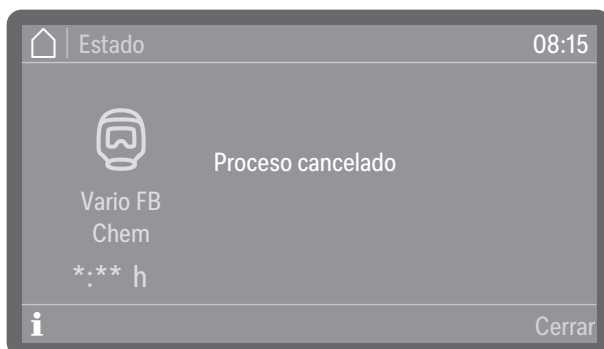 Estado
08:15
Proceso cancelado
Vario FB
Chem
*:** h
i
Cerrar